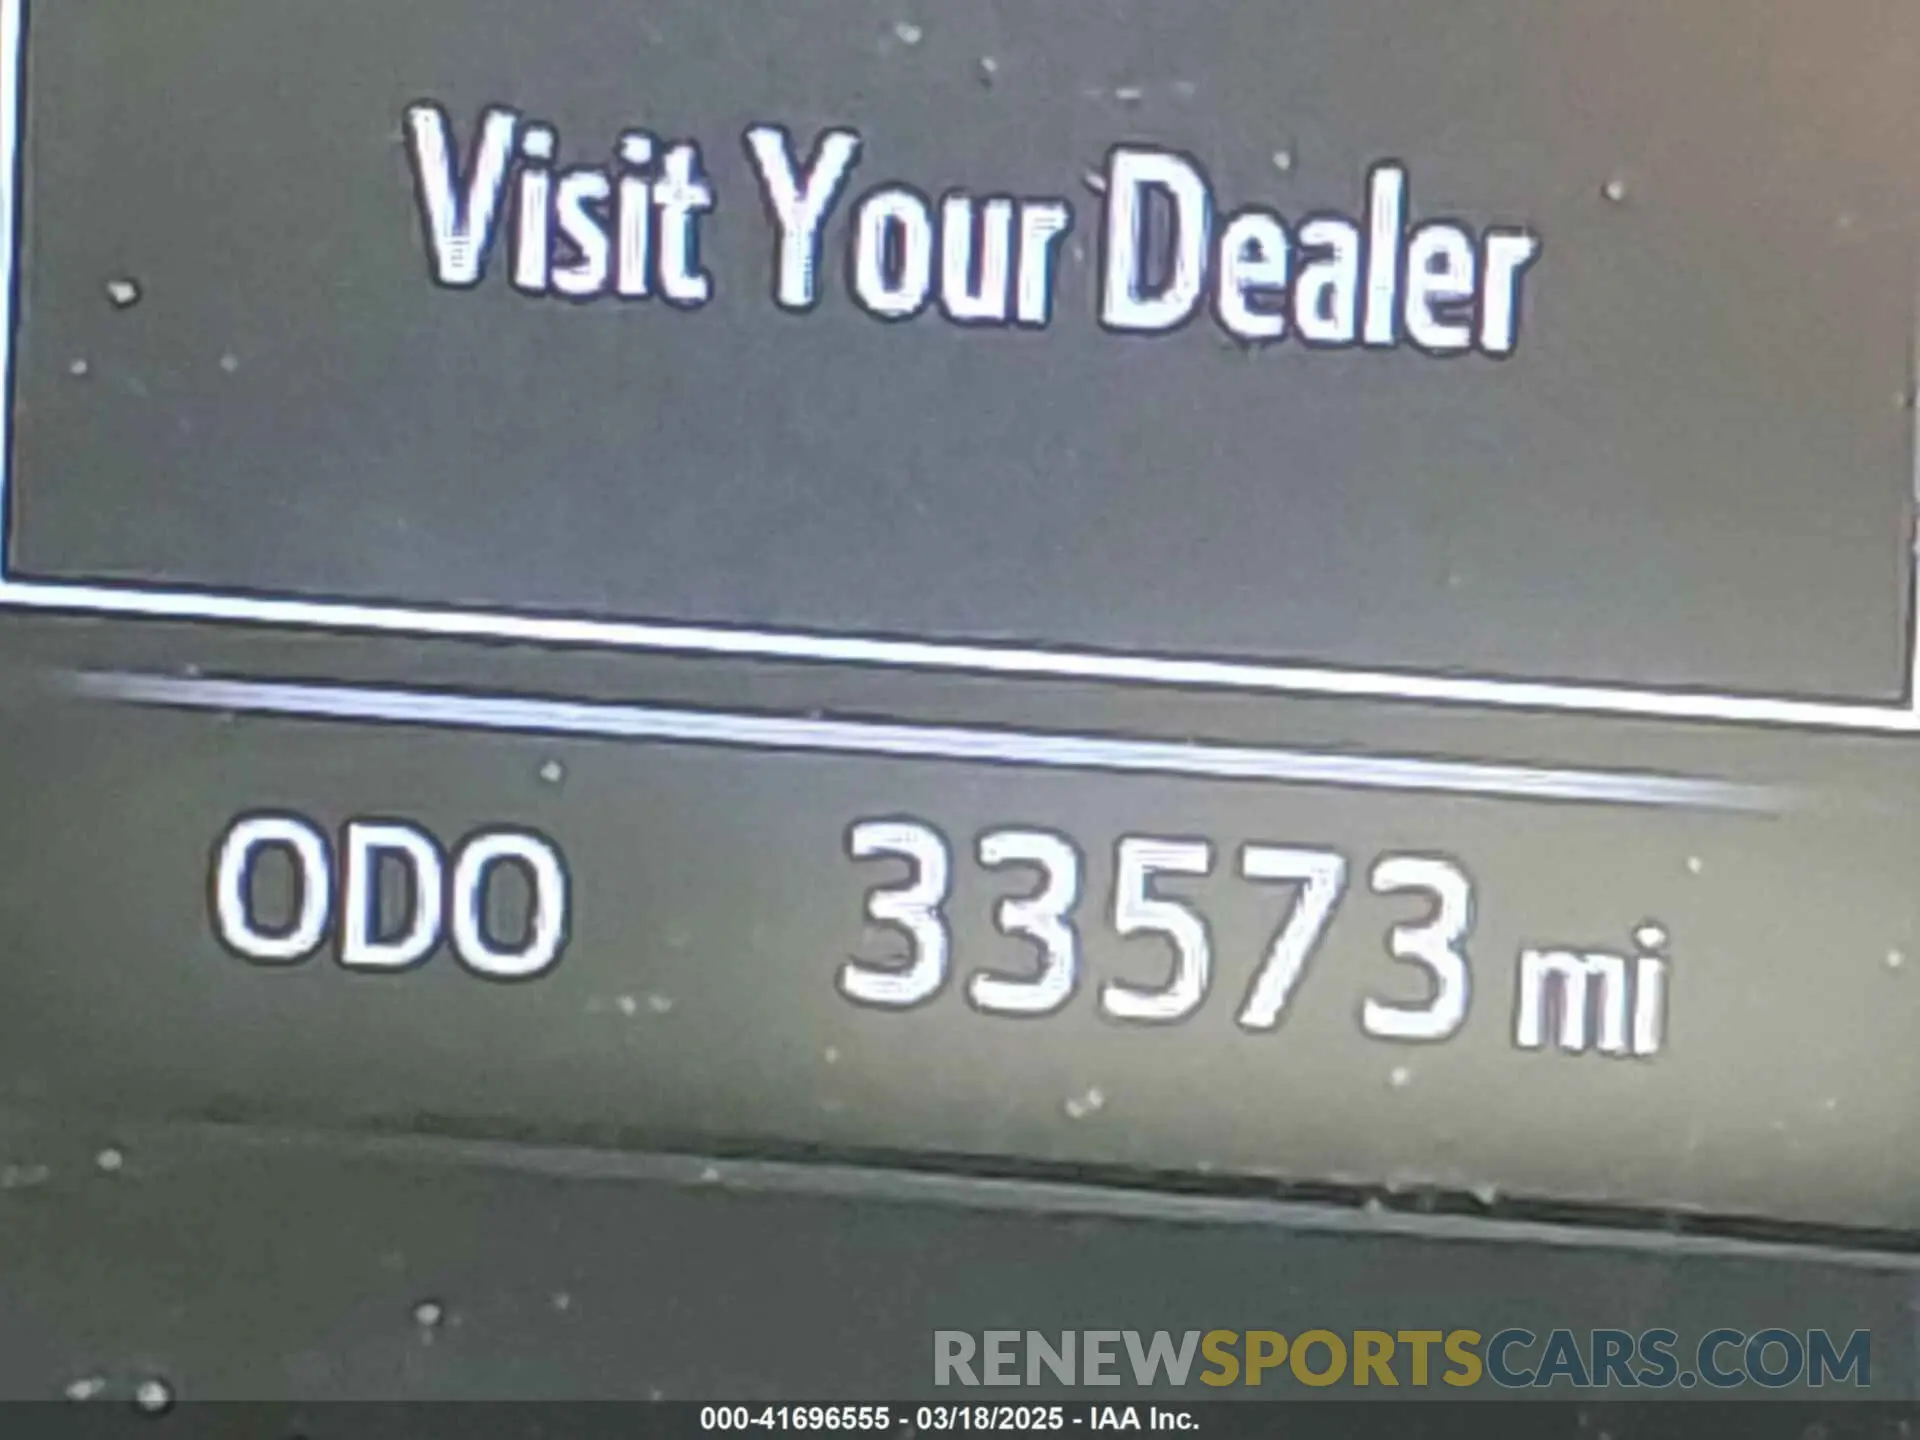 Visit Your Dealer
ODO 33573 mi
RENEWSPORTSCARS.COM
000-41696555 - 03/18/2025 - IAA Inc.